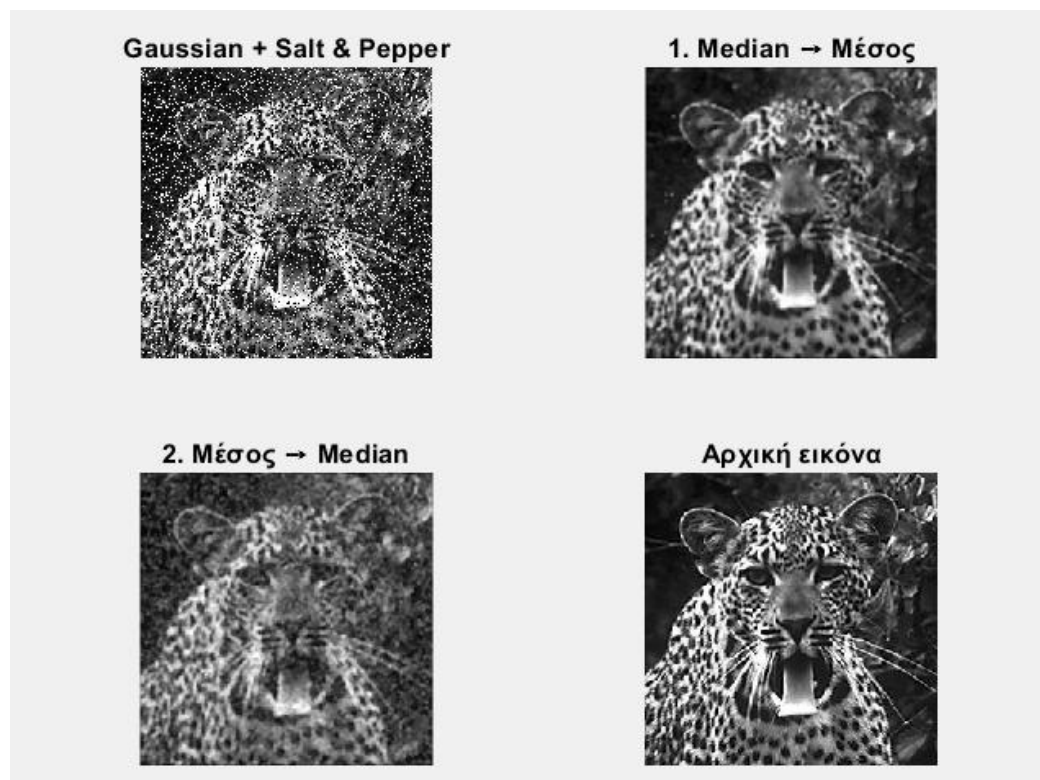 Gaussian + Salt & Pepper
1. Median → Μέσος
2. Μέσος → Median
Αρχική εικόνα